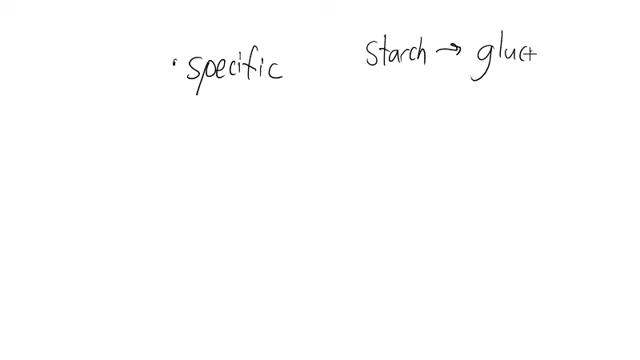 · specific
starch → gluc